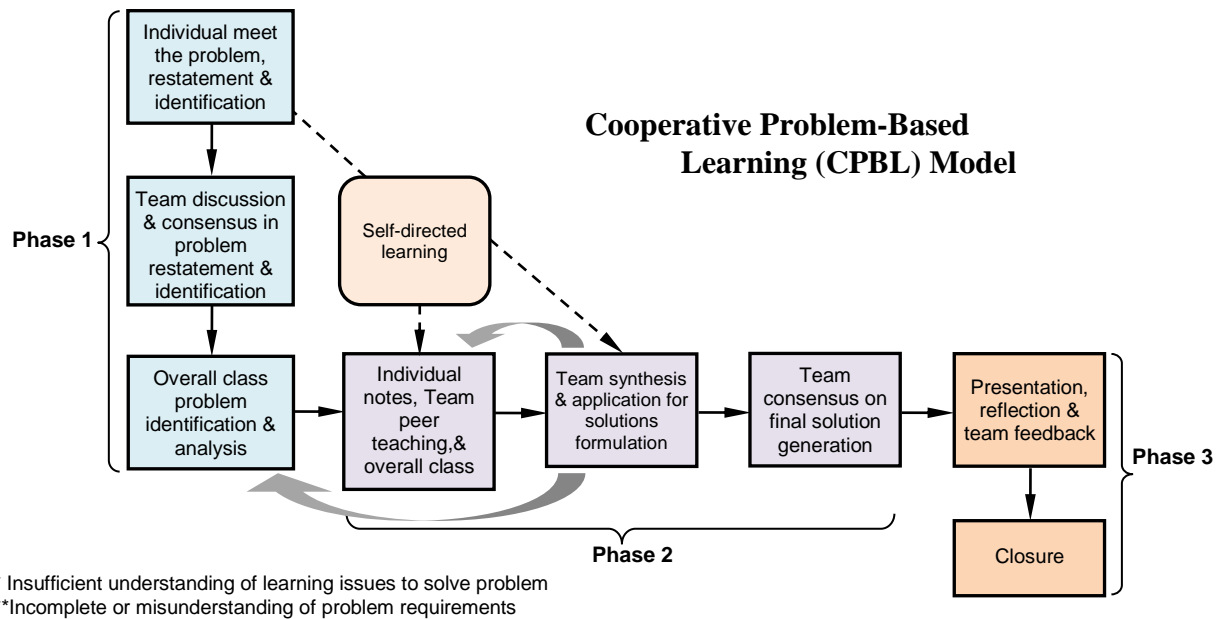 Individual meet
the problem,
restatement &
identification
Cooperative Problem-Based
Learning (CPBL) Model
Phase 1
Team discussion
& consensus in
problem
restatement &
identification
Self-directed
learning
Overall class
problem
identification &
analysis
Individual
notes, Team
peer
teaching,&
overall class
Team synthesis
& application for
solutions
formulation
Team
consensus on
final solution
generation
Presentation,
reflection &
team feedback
Phase 3
Phase 2
Closure
* Insufficient understanding of learning issues to solve problem
**Incomplete or misunderstanding of problem requirements